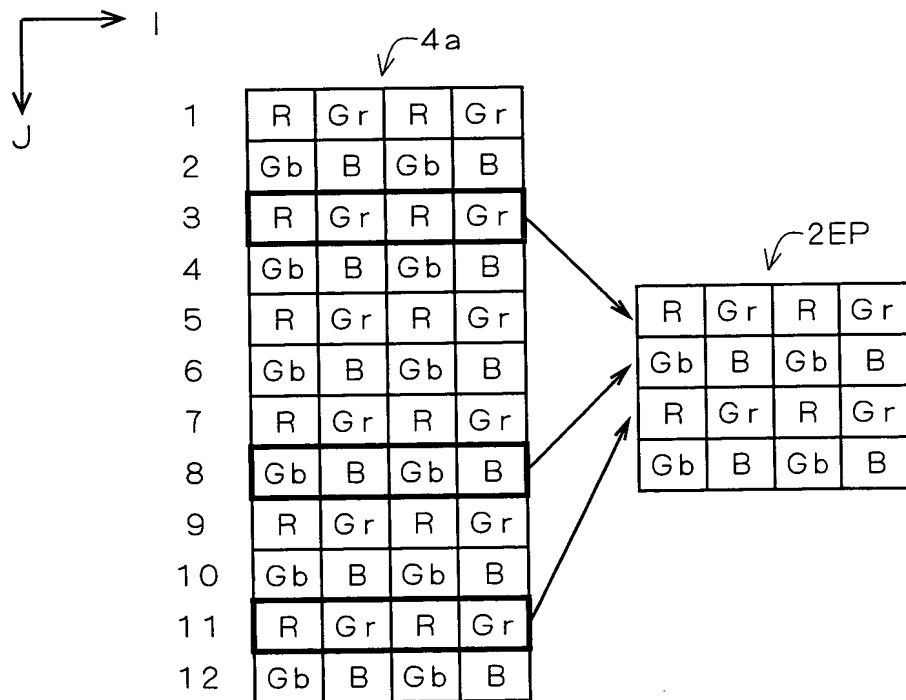 I
J
4a
1 R Gr R Gr
2 Gb B Gb B
3 R Gr R Gr
4 Gb B Gb B
5 R Gr R Gr
6 Gb B Gb B
7 R Gr R Gr
8 Gb B Gb B
9 R Gr R Gr
10 Gb B Gb B
11 R Gr R Gr
12 Gb B Gb B
2EP
R Gr R Gr
Gb B Gb B
R Gr R Gr
Gb B Gb B